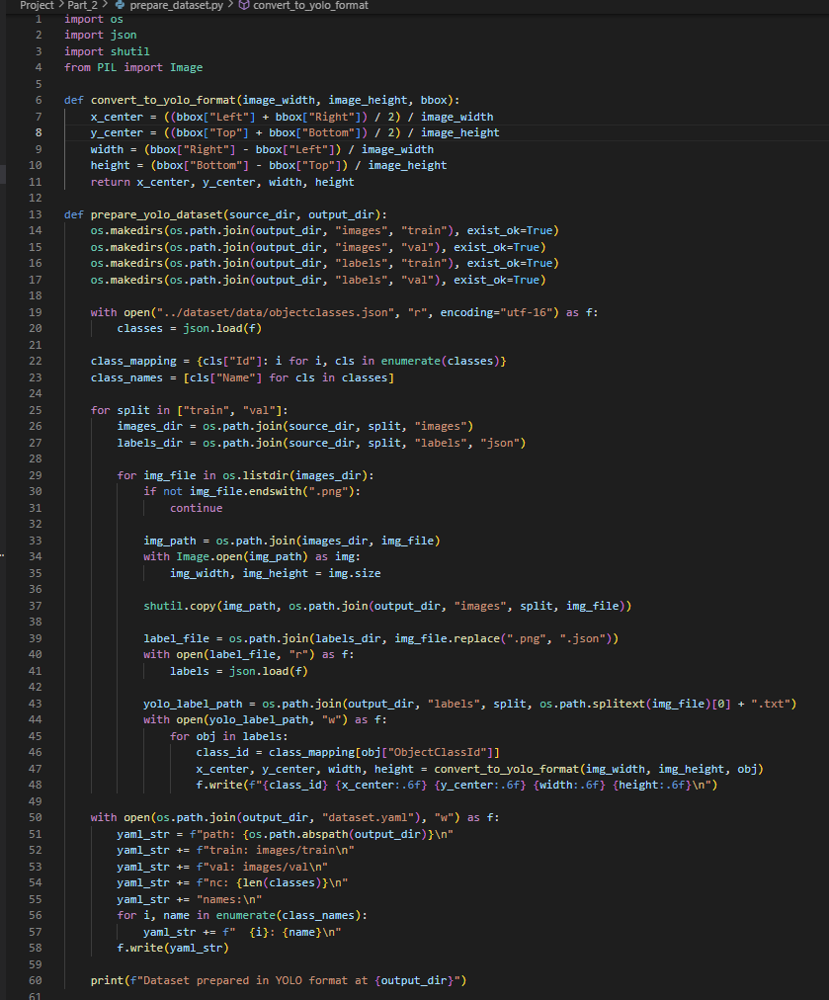 Project > Part_2 > prepare_dataset.py > convert_to_yolo_format
1 import os
2 import json
3 import shutil
4 from PIL import Image
5
6 def convert_to_yolo_format(image_width, image_height, bbox):
7     x_center = ((bbox["Left"] + bbox["Right"]) / 2) / image_width
8     y_center = ((bbox["Top"] + bbox["Bottom"]) / 2) / image_height
9     width = (bbox["Right"] - bbox["Left"]) / image_width
10     height = (bbox["Bottom"] - bbox["Top"]) / image_height
11     return x_center, y_center, width, height
12
13 def prepare_yolo_dataset(source_dir, output_dir):
14     os.makedirs(os.path.join(output_dir, "images", "train"), exist_ok=True)
15     os.makedirs(os.path.join(output_dir, "images", "val"), exist_ok=True)
16     os.makedirs(os.path.join(output_dir, "labels", "train"), exist_ok=True)
17     os.makedirs(os.path.join(output_dir, "labels", "val"), exist_ok=True)
18
19     with open("../dataset/data/objectclasses.json", "r", encoding="utf-16") as f:
20         classes = json.load(f)
21
22     class_mapping = {cls["Id"]: i for i, cls in enumerate(classes)}
23     class_names = [cls["Name"] for cls in classes]
24
25     for split in ["train", "val"]:
26         images_dir = os.path.join(source_dir, split, "images")
27         labels_dir = os.path.join(source_dir, split, "labels", "json")
28
29         for img_file in os.listdir(images_dir):
30             if not img_file.endswith(".png"):
31                 continue
32
33             img_path = os.path.join(images_dir, img_file)
34             with Image.open(img_path) as img:
35                 img_width, img_height = img.size
36
37             shutil.copy(img_path, os.path.join(output_dir, "images", split, img_file))
38
39             label_file = os.path.join(labels_dir, img_file.replace(".png", ".json"))
40             with open(label_file, "r") as f:
41                 labels = json.load(f)
42
43             yolo_label_path = os.path.join(output_dir, "labels", split, os.path.splitext(img_file)[0] + ".txt")
44             with open(yolo_label_path, "w") as f:
45                 for obj in labels:
46                     class_id = class_mapping[obj["ObjectClassId"]]
47                     x_center, y_center, width, height = convert_to_yolo_format(img_width, img_height, obj)
48                     f.write(f"{class_id} {x_center:.6f} {y_center:.6f} {width:.6f} {height:.6f}\n")
49
50     with open(os.path.join(output_dir, "dataset.yaml"), "w") as f:
51         yaml_str = f"path: {os.path.abspath(output_dir)}\n"
52         yaml_str += f"train: images/train\n"
53         yaml_str += f"val: images/val\n"
54         yaml_str += f"nc: {len(classes)}\n"
55         yaml_str += "names:\n"
56         for i, name in enumerate(class_names):
57             yaml_str += f"  {i}: {name}\n"
58         f.write(yaml_str)
59
60     print(f"Dataset prepared in YOLO format at {output_dir}")
61